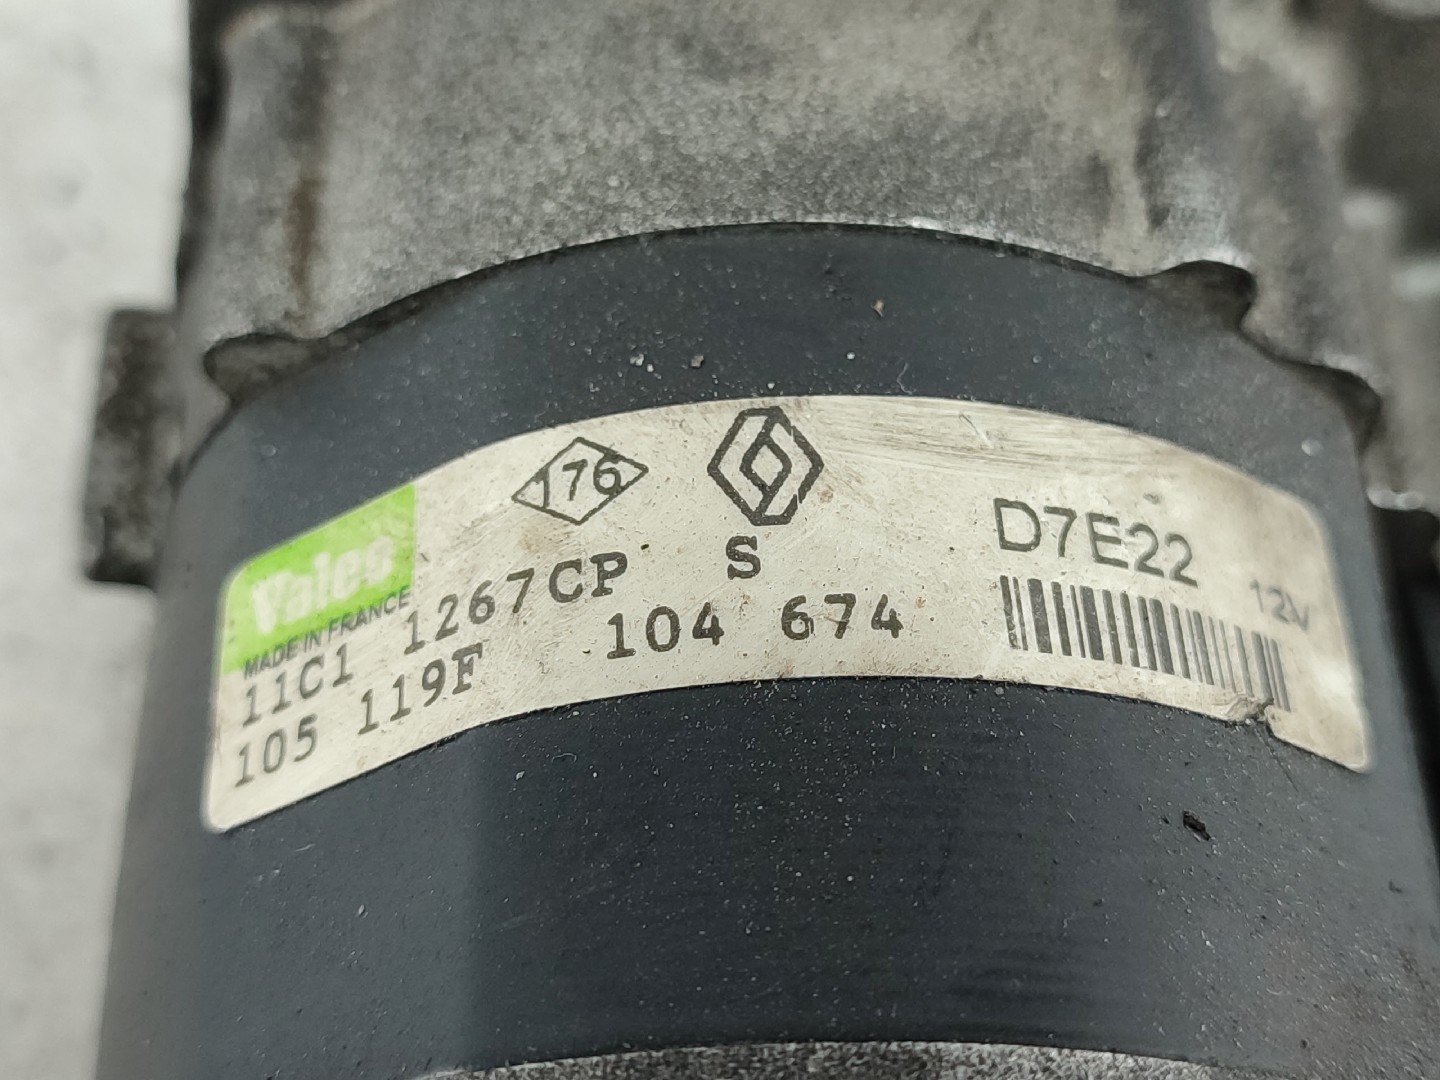 Valeo
MADE IN FRANCE
176
11C1 1267CP S
105 119F 104 674
D7E22
12V